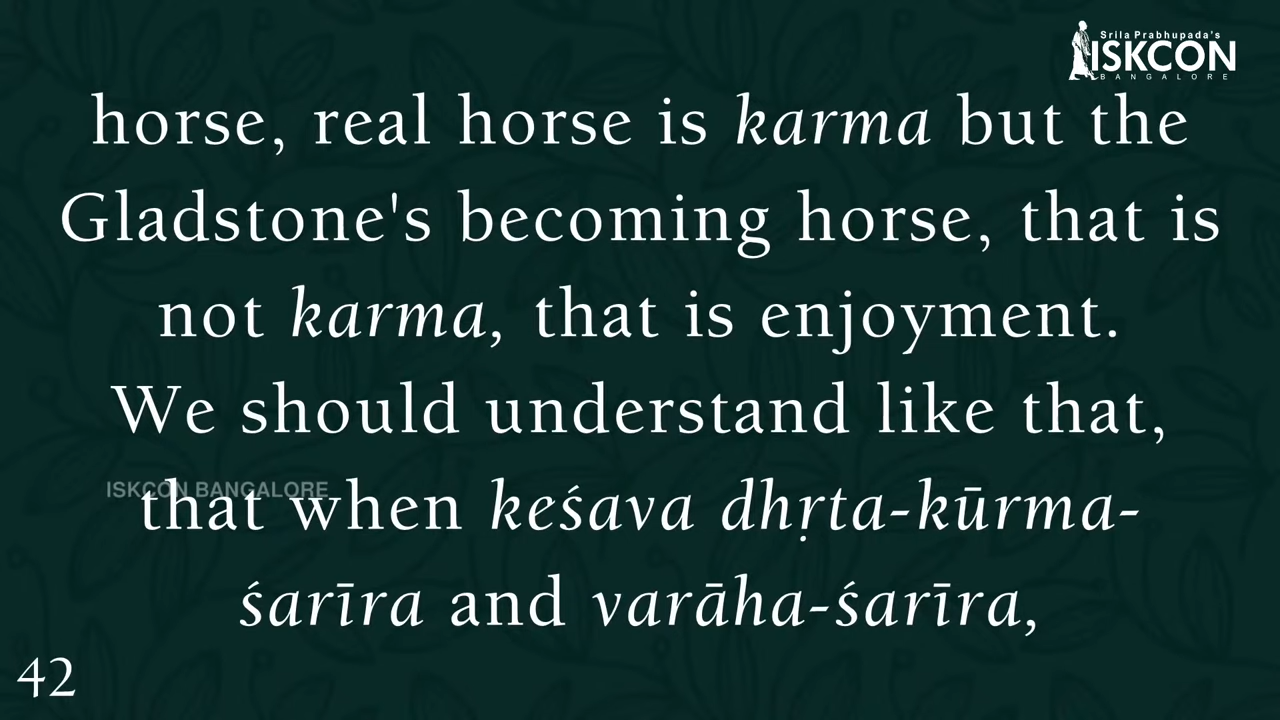 Srila Prabhupada's
ISKCON
BANGALORE
horse, real horse is karma but the
Gladstone's becoming horse, that is
not karma, that is enjoyment.
We should understand like that,
ISKCON BANGALORE
that when keśava dhṛta-kūrma-
śarīra and varāha-śarīra,
42